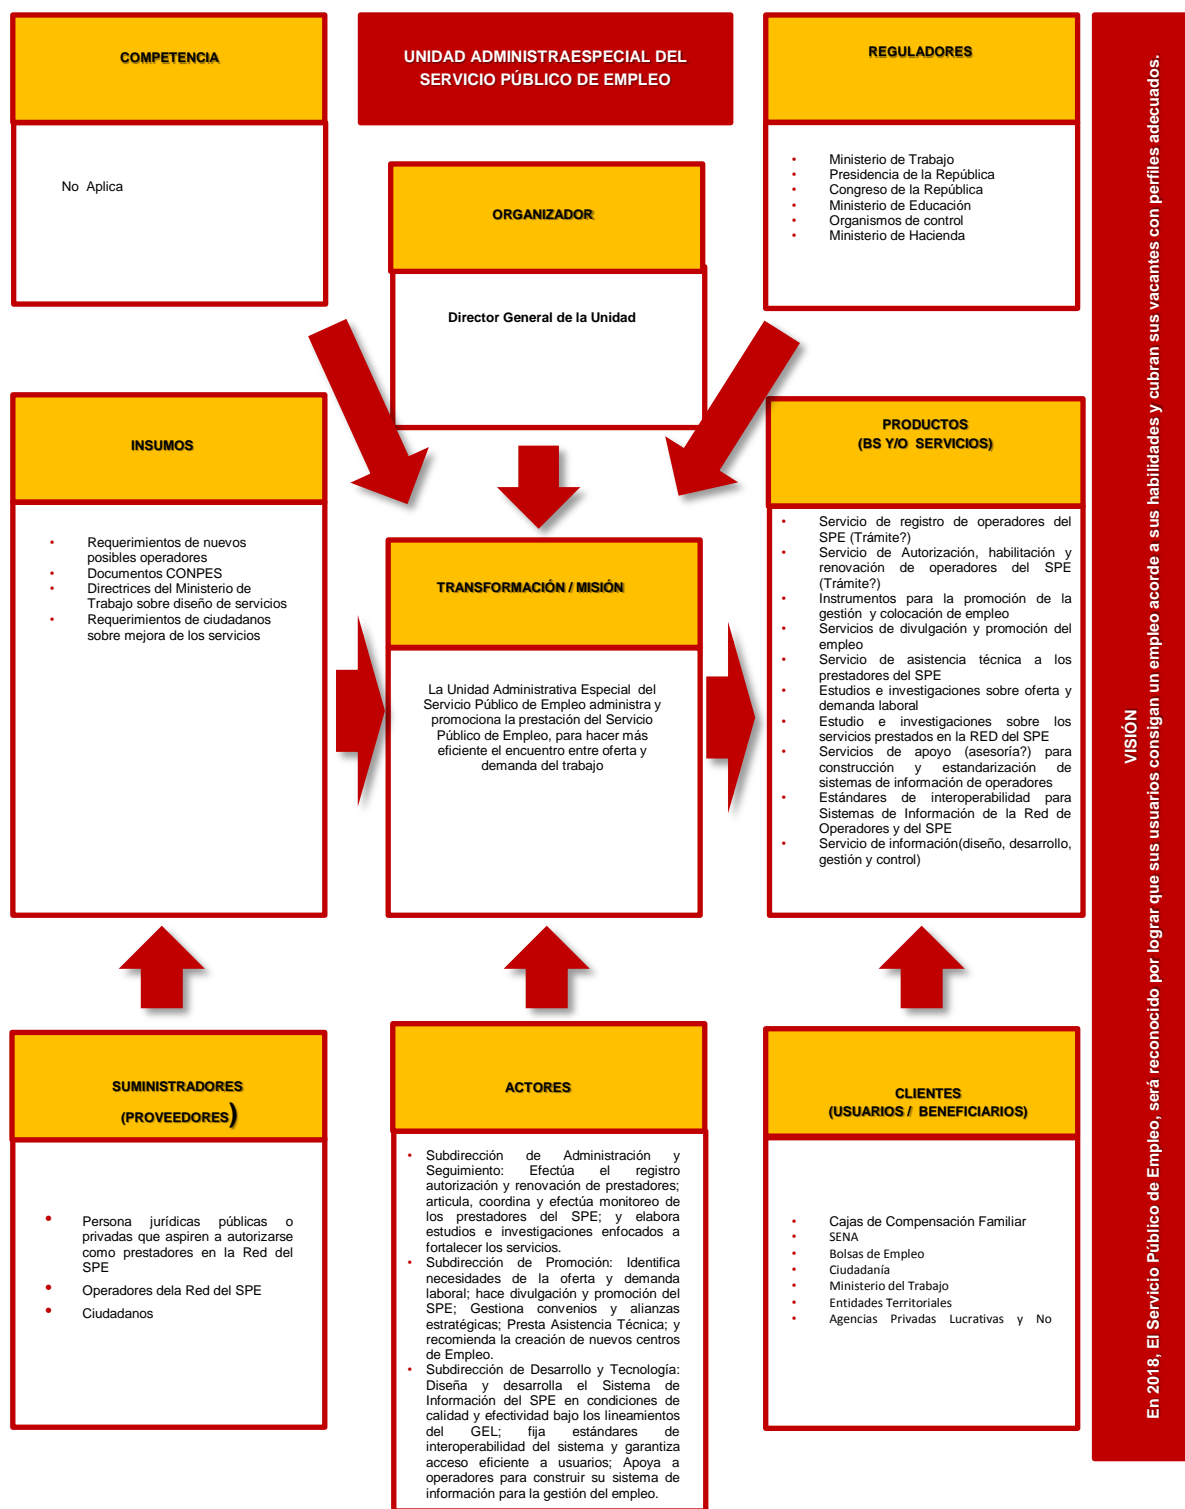 COMPETENCIA
No  Aplica
UNIDAD ADMINISTRAESPECIAL DEL
SERVICIO PÚBLICO DE EMPLEO
REGULADORES
• Ministerio de Trabajo
• Presidencia de la República
• Congreso de la República
• Ministerio de Educación
• Organismos de control
• Ministerio de Hacienda
ORGANIZADOR
Director General de la Unidad
INSUMOS
• Requerimientos de nuevos
posibles operadores
• Documentos CONPES
• Directrices del Ministerio de
Trabajo sobre diseño de servicios
• Requerimientos de ciudadanos
sobre mejora de los servicios
TRANSFORMACIÓN / MISIÓN
La Unidad Administrativa Especial  del
Servicio Público de Empleo administra y
promociona la prestación del Servicio
Público de Empleo, para hacer más
eficiente el encuentro entre oferta y
demanda del trabajo
PRODUCTOS
(BS Y/O  SERVICIOS)
• Servicio de registro de operadores del
SPE (Trámite?)
• Servicio de Autorización, habilitación y
renovación de operadores del SPE
(Trámite?)
• Instrumentos para la promoción de la
gestión  y colocación de empleo
• Servicios de divulgación y promoción del
empleo
• Servicio de asistencia técnica a los
prestadores del SPE
• Estudios e investigaciones sobre oferta y
demanda laboral
• Estudio e investigaciones sobre los
servicios prestados en la RED del SPE
• Servicios de apoyo (asesoría?) para
construcción y estandarización de
sistemas de información de operadores
• Estándares de interoperabilidad para
Sistemas de Información de la Red de
Operadores y del SPE
• Servicio de información(diseño, desarrollo,
gestión y control)
SUMINISTRADORES
(PROVEEDORES)
• Persona jurídicas públicas o
privadas que aspiren a autorizarse
como prestadores en la Red del
SPE
• Operadores dela Red del SPE
• Ciudadanos
ACTORES
• Subdirección de Administración y
Seguimiento: Efectúa el registro
autorización y renovación de prestadores;
articula, coordina y efectúa monitoreo de
los prestadores del SPE; y elabora
estudios e investigaciones enfocados a
fortalecer los servicios.
• Subdirección de Promoción: Identifica
necesidades de la oferta y demanda
laboral; hace divulgación y promoción del
SPE; Gestiona convenios y alianzas
estratégicas; Presta Asistencia Técnica; y
recomienda la creación de nuevos centros
de Empleo.
• Subdirección de Desarrollo y Tecnología:
Diseña y desarrolla el Sistema de
Información del SPE en condiciones de
calidad y efectividad bajo los lineamientos
del GEL; fija estándares de
interoperabilidad del sistema y garantiza
acceso eficiente a usuarios; Apoya a
operadores para construir su sistema de
información para la gestión del empleo.
CLIENTES
(USUARIOS /  BENEFICIARIOS)
• Cajas de Compensación Familiar
• SENA
• Bolsas de Empleo
• Ciudadanía
• Ministerio del Trabajo
• Entidades Territoriales
• Agencias Privadas Lucrativas y No
VISIÓN
En 2018, El Servicio Público de Empleo, será reconocido por lograr que sus usuarios consigan un empleo acorde a sus habilidades y cubran sus vacantes con perfiles adecuados.